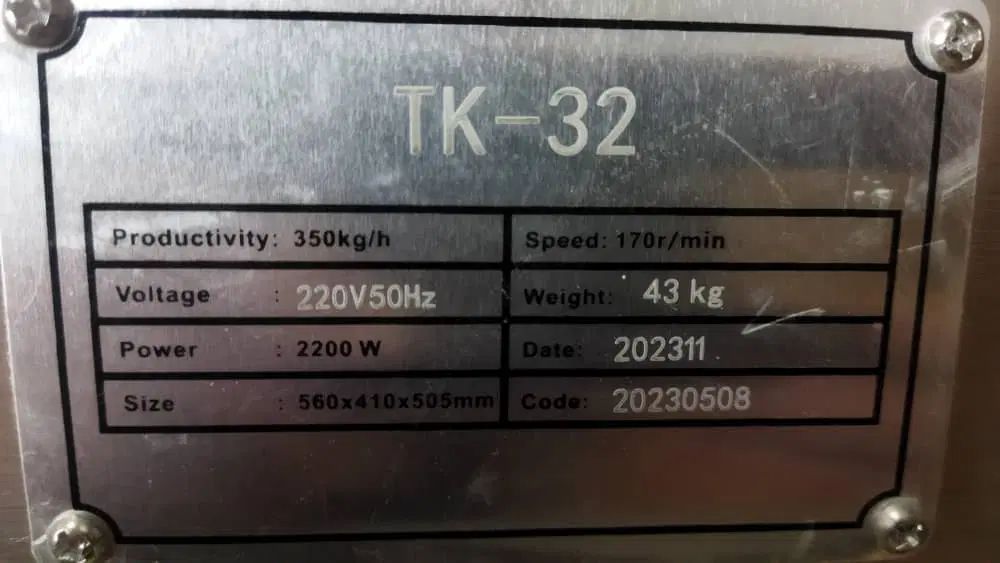 TK-32
Productivity: 350kg/h Speed: 170r/min
Voltage : 220V50Hz Weight: 43 kg
Power : 2200 W Date: 202311
Size : 560x410x505mm Code: 20230508